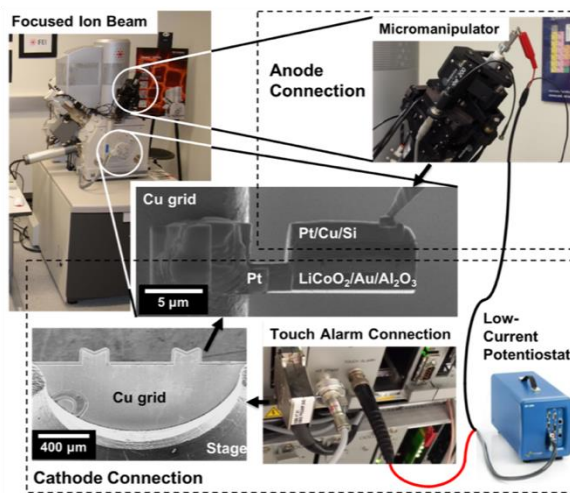 Focused Ion Beam
Micromanipulator
Anode
Connection
Cu grid
Pt/Cu/Si
Pt
LiCoO₂/Au/Al₂O₃
5 µm
Touch Alarm Connection
Low-
Current
Potentiostat
Cu grid
400 µm
Stage
Cathode Connection